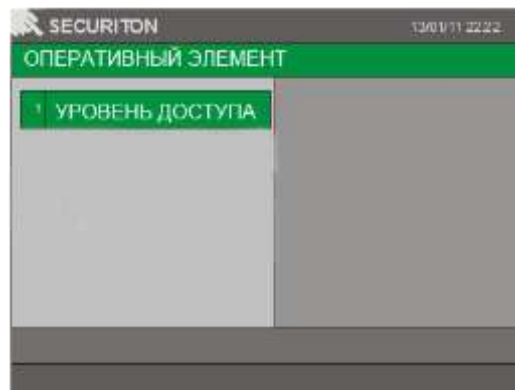 SECURITON
13/01/11 22:22
ОПЕРАТИВНЫЙ ЭЛЕМЕНТ
1 УРОВЕНЬ ДОСТУПА